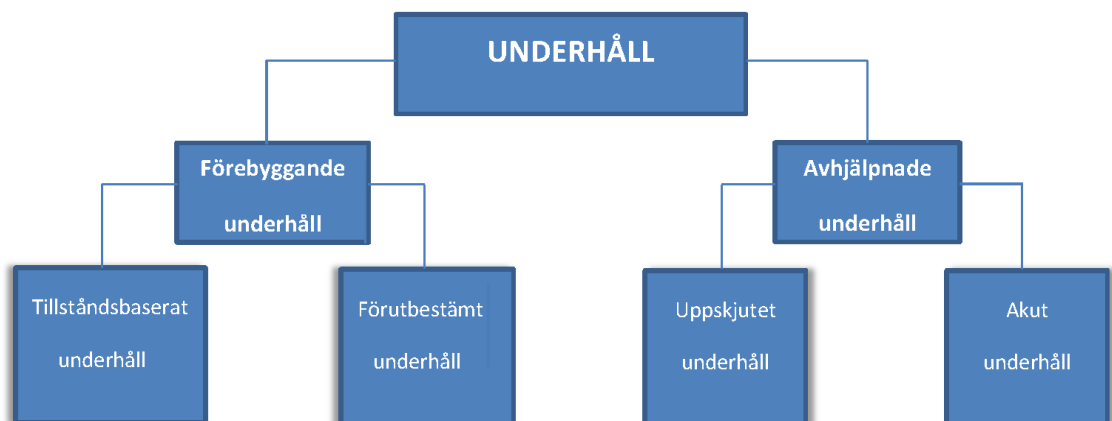 UNDERHÅLL
Förebyggande
underhåll
Avhjälpnade
underhåll
Tillståndsbaserat
underhåll
Förutbestämt
underhåll
Uppskjutet
underhåll
Akut
underhåll